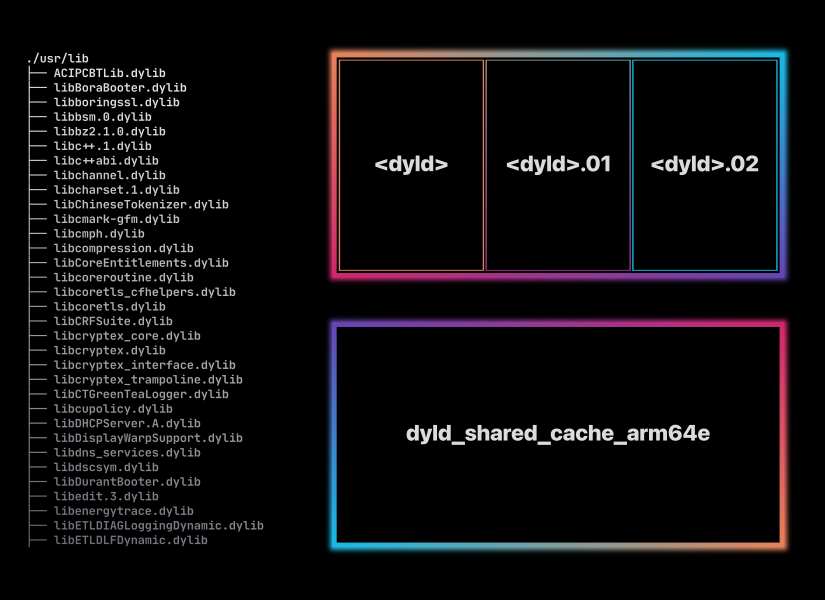 ./usr/lib
├── ACIPCBTLib.dylib
├── libBoraBooter.dylib
├── libboringssl.dylib
├── libbsm.0.dylib
├── libbz2.1.0.dylib
├── libc++.1.dylib
├── libc++abi.dylib
├── libchannel.dylib
├── libcharset.1.dylib
├── libChineseTokenizer.dylib
├── libcmark-gfm.dylib
├── libcmph.dylib
├── libcompression.dylib
├── libCoreEntitlements.dylib
├── libcoreroutine.dylib
├── libcoretls_cfhelpers.dylib
├── libcoretls.dylib
├── libCRFSuite.dylib
├── libcryptex_core.dylib
├── libcryptex.dylib
├── libcryptex_interface.dylib
├── libcryptex_trampoline.dylib
├── libCTGreenTeaLogger.dylib
├── libcupolicy.dylib
├── libDHCPServer.A.dylib
├── libDisplayWarpSupport.dylib
├── libdns_services.dylib
├── libdscsym.dylib
├── libDurantBooter.dylib
├── libedit.3.dylib
├── libenergytrace.dylib
├── libETLDIAGLoggingDynamic.dylib
├── libETLDLFDynamic.dylib
<dyld>
<dyld>.01
<dyld>.02
dyld_shared_cache_arm64e